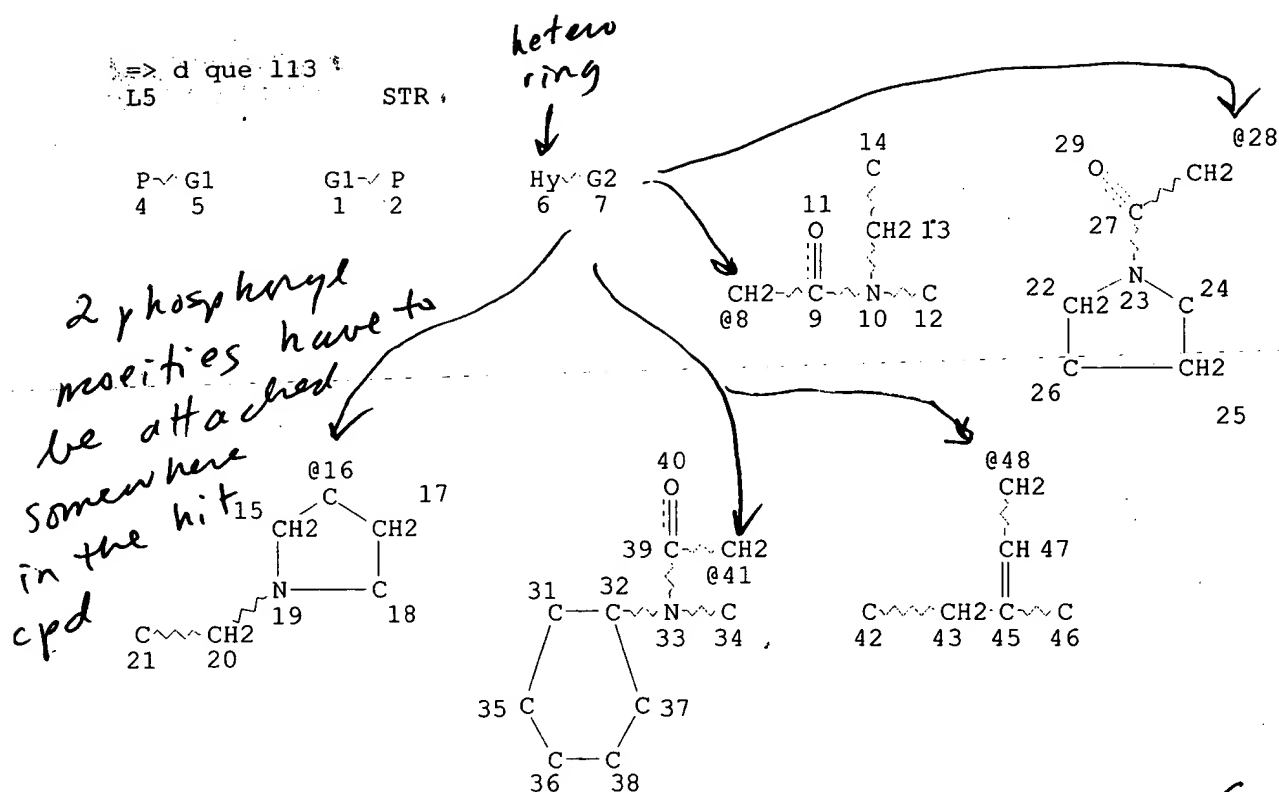 => d que l13
L5 STR
hetero
ring
P G1 G1 P Hy G2
4 5 1 2 6 7
2 phosphoryl
moeities have to
be attached
somewhere
in the hit
cpd
14
C
11
O CH2 13
CH2 C N C
@8 9 10 12
@28
29
O CH2
C
27
22 N 24
CH2 23 C
C CH2
26 25
@16
15 C 17
CH2 CH2
N C
19 18
C CH2
21 20
40
O
39 C CH2
@41
31 32
C C N C
33 34
35 C C 37
C C
36 38
@48
CH2
CH 47
C CH2 C C
42 43 45 46